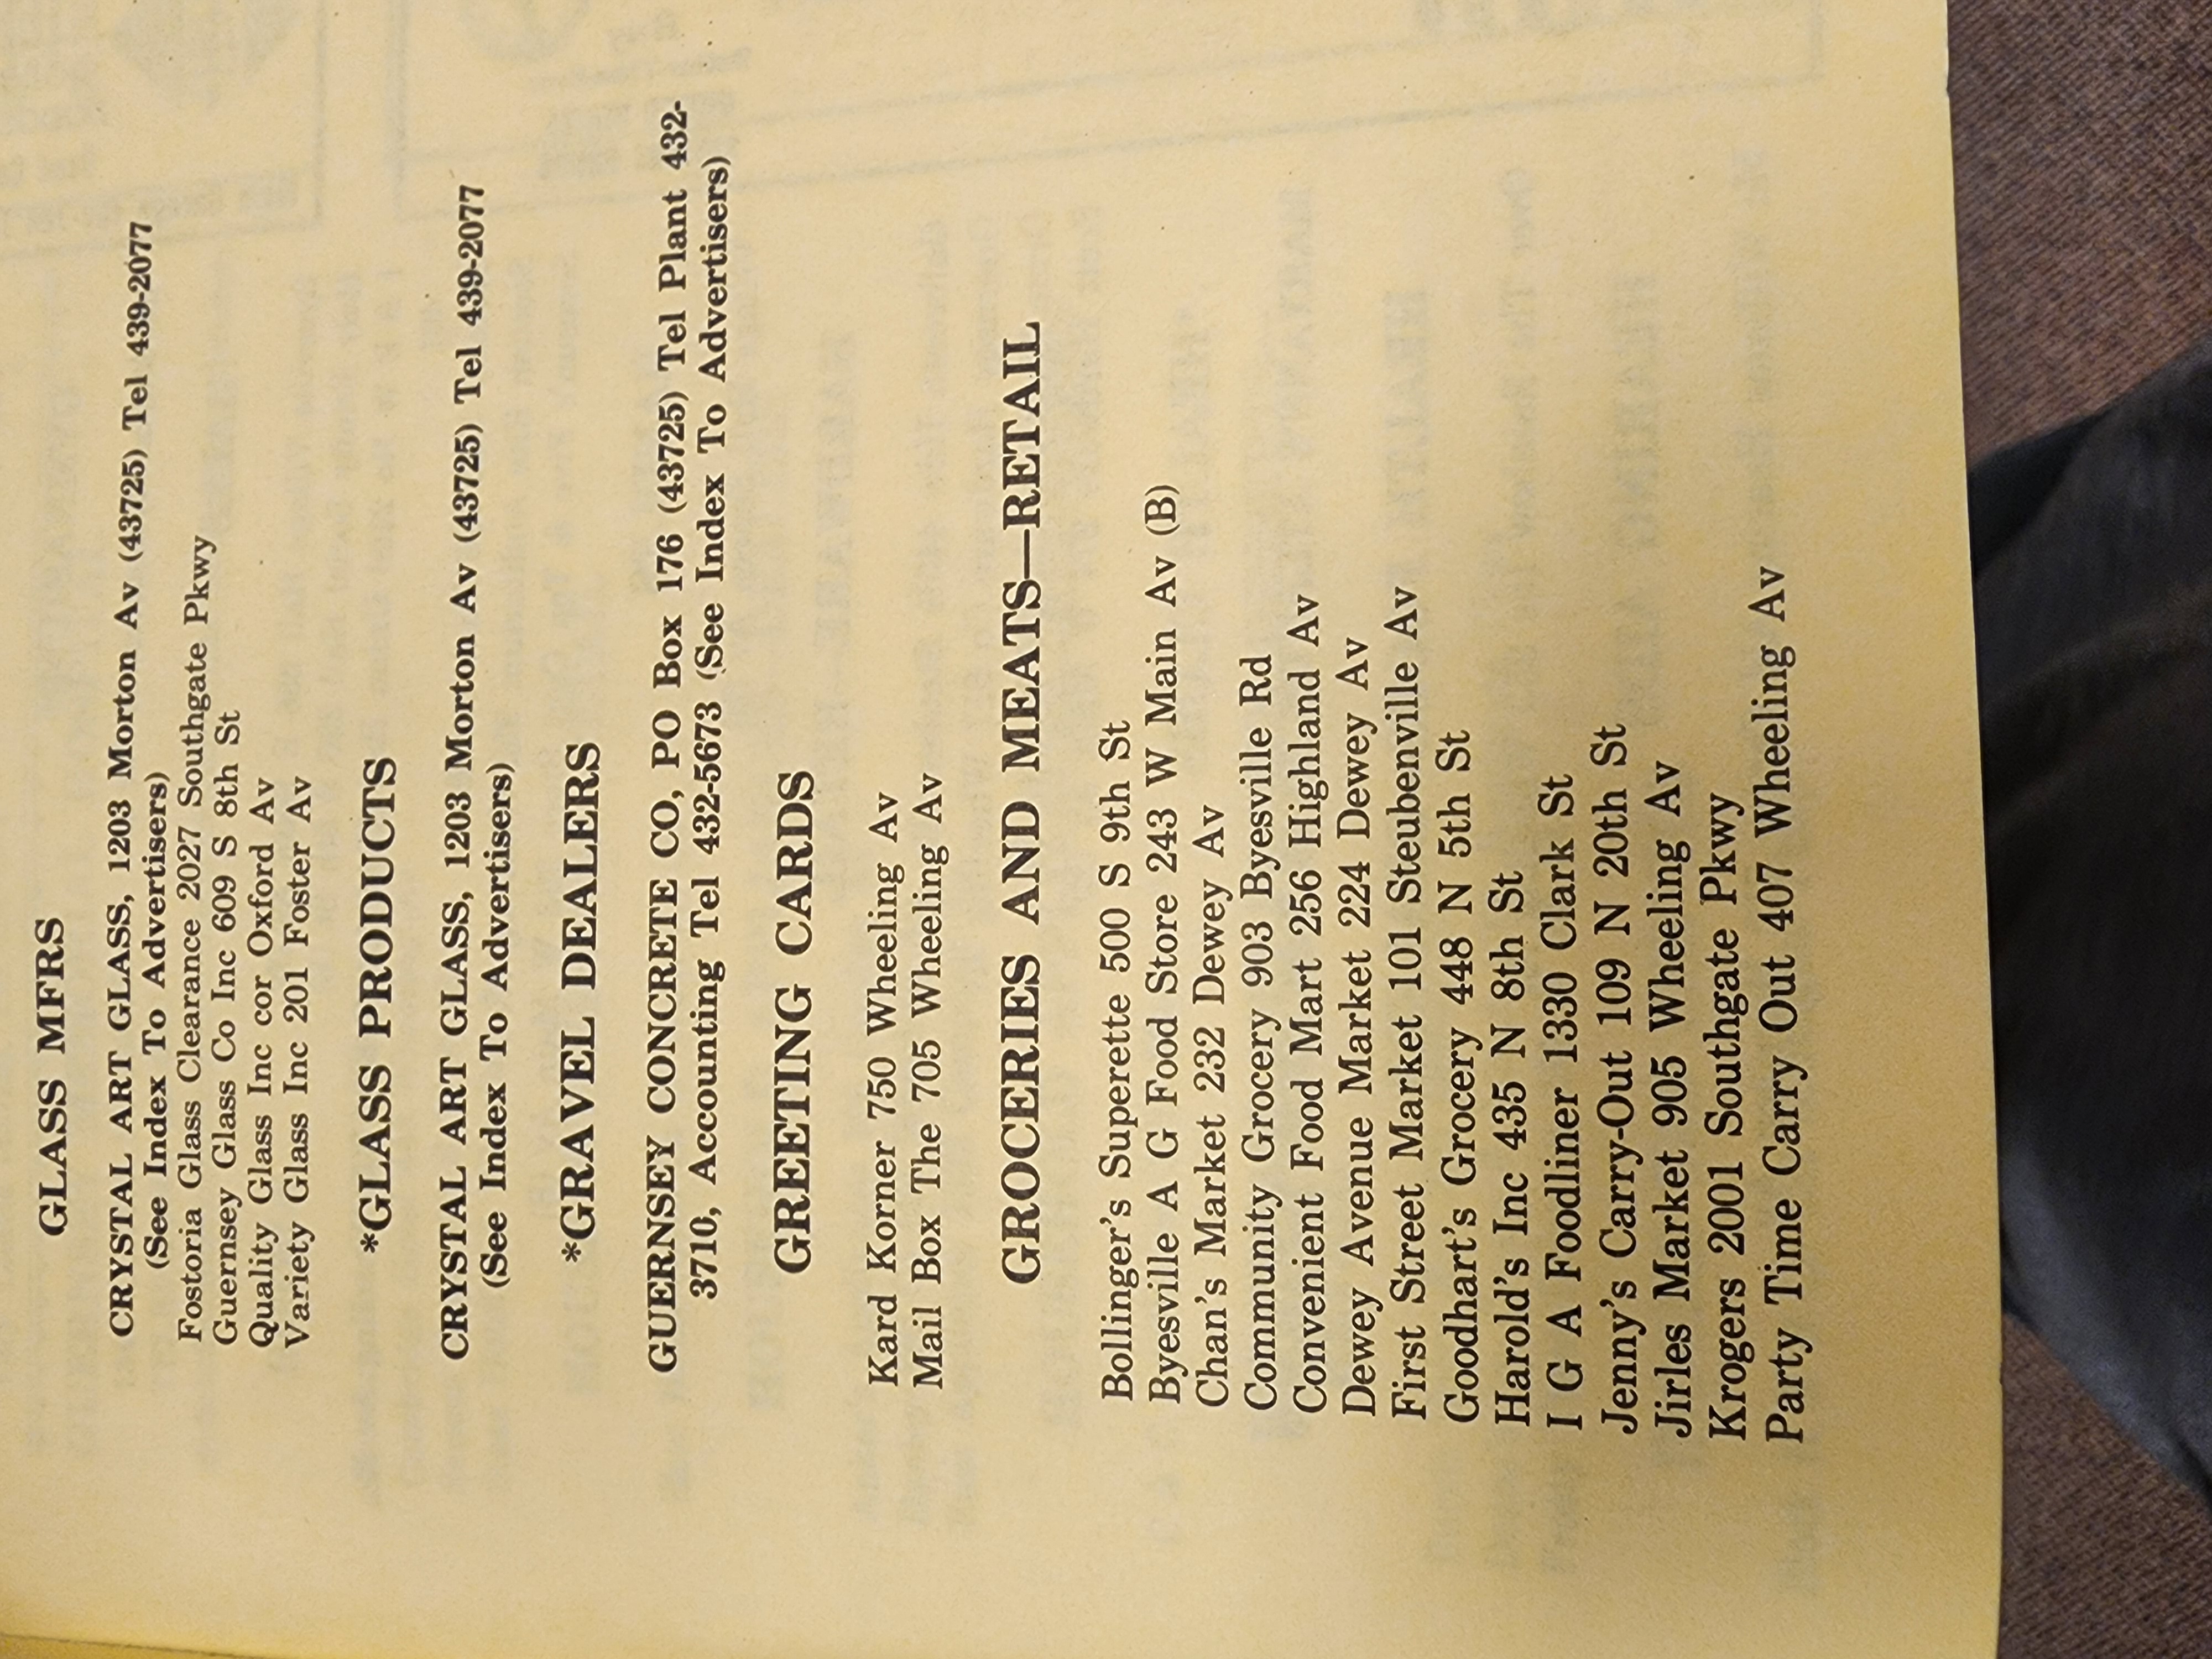 GLASS MFRS
CRYSTAL ART GLASS, 1203 Morton Av (43725) Tel 439-2077
(See Index To Advertisers)
Fostoria Glass Clearance 2027 Southgate Pkwy
Guernsey Glass Co Inc 609 S 8th St
Quality Glass Inc cor Oxford Av
Variety Glass Inc 201 Foster Av
*GLASS PRODUCTS
CRYSTAL ART GLASS, 1203 Morton Av (43725) Tel 439-2077
(See Index To Advertisers)
*GRAVEL DEALERS
GUERNSEY CONCRETE CO, PO Box 176 (43725) Tel Plant 432-
3710, Accounting Tel 432-5673 (See Index To Advertisers)
GREETING CARDS
Kard Korner 750 Wheeling Av
Mail Box The 705 Wheeling Av
GROCERIES AND MEATS—RETAIL
Bollinger's Superette 500 S 9th St
Byesville A G Food Store 243 W Main Av (B)
Chan's Market 232 Dewey Av
Community Grocery 903 Byesville Rd
Convenient Food Mart 256 Highland Av
Dewey Avenue Market 224 Dewey Av
First Street Market 101 Steubenville Av
Goodhart's Grocery 448 N 5th St
Harold's Inc 435 N 8th St
I G A Foodliner 1330 Clark St
Jenny's Carry-Out 109 N 20th St
Jirles Market 905 Wheeling Av
Krogers 2001 Southgate Pkwy
Party Time Carry Out 407 Wheeling Av